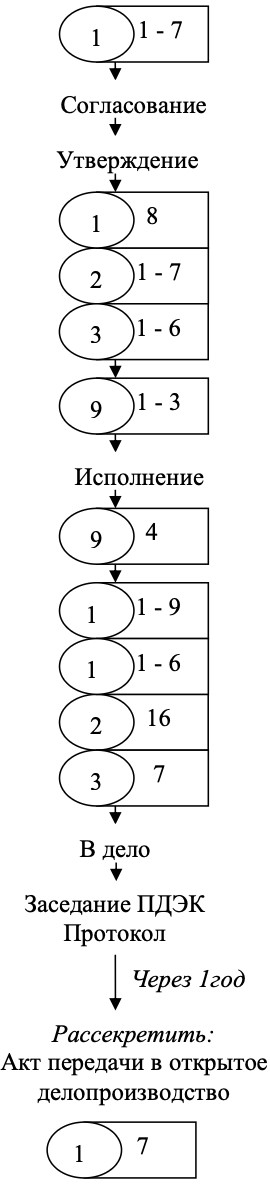 1 1 - 7
Согласование
Утверждение
1 8
2 1 - 7
3 1 - 6
9 1 - 3
Исполнение
9 4
1 1 - 9
1 1 - 6
2 16
3 7
В дело
Заседание ПДЭК
Протокол
Через 1год
Рассекретить:
Акт передачи в открытое
делопроизводство
1 7